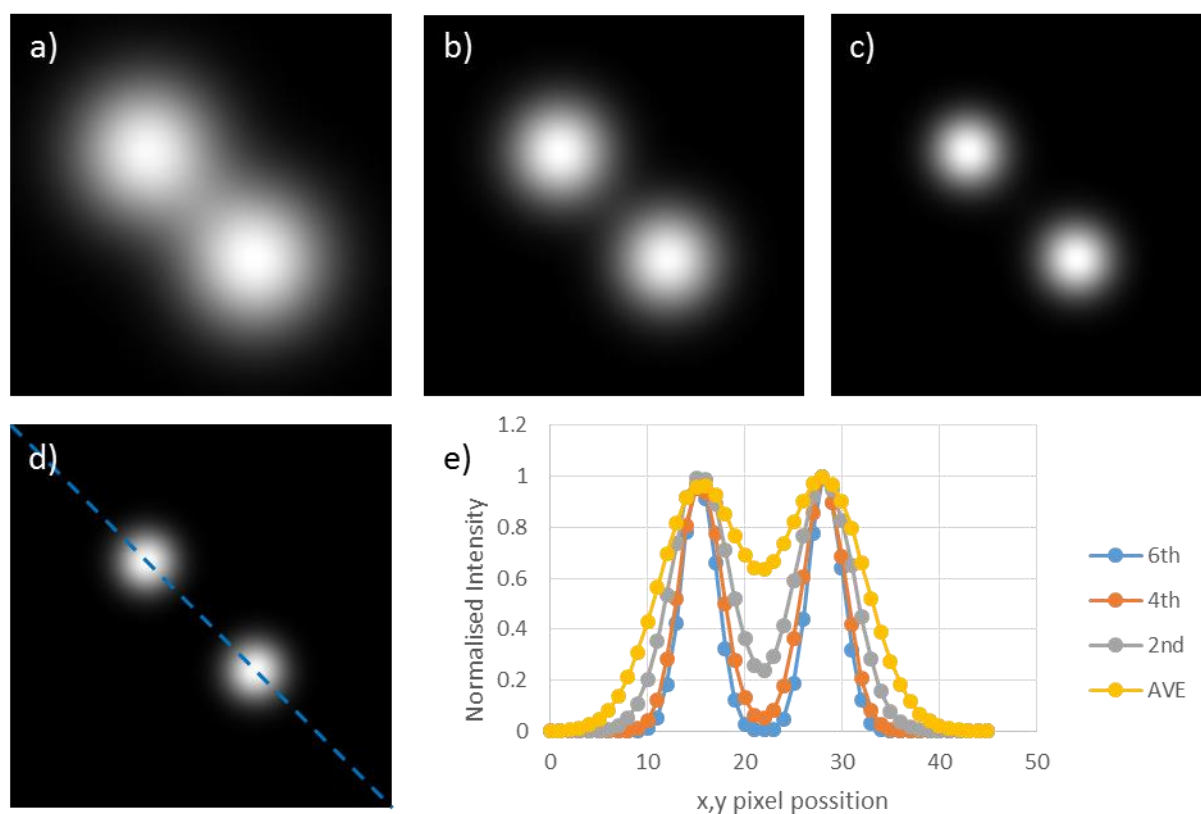 a)
b)
c)
d)
e)
1.2
1
0.8
0.6
0.4
0.2
0
Normalised Intensity
0 10 20 30 40 50
x,y pixel possition
6th
4th
2nd
AVE